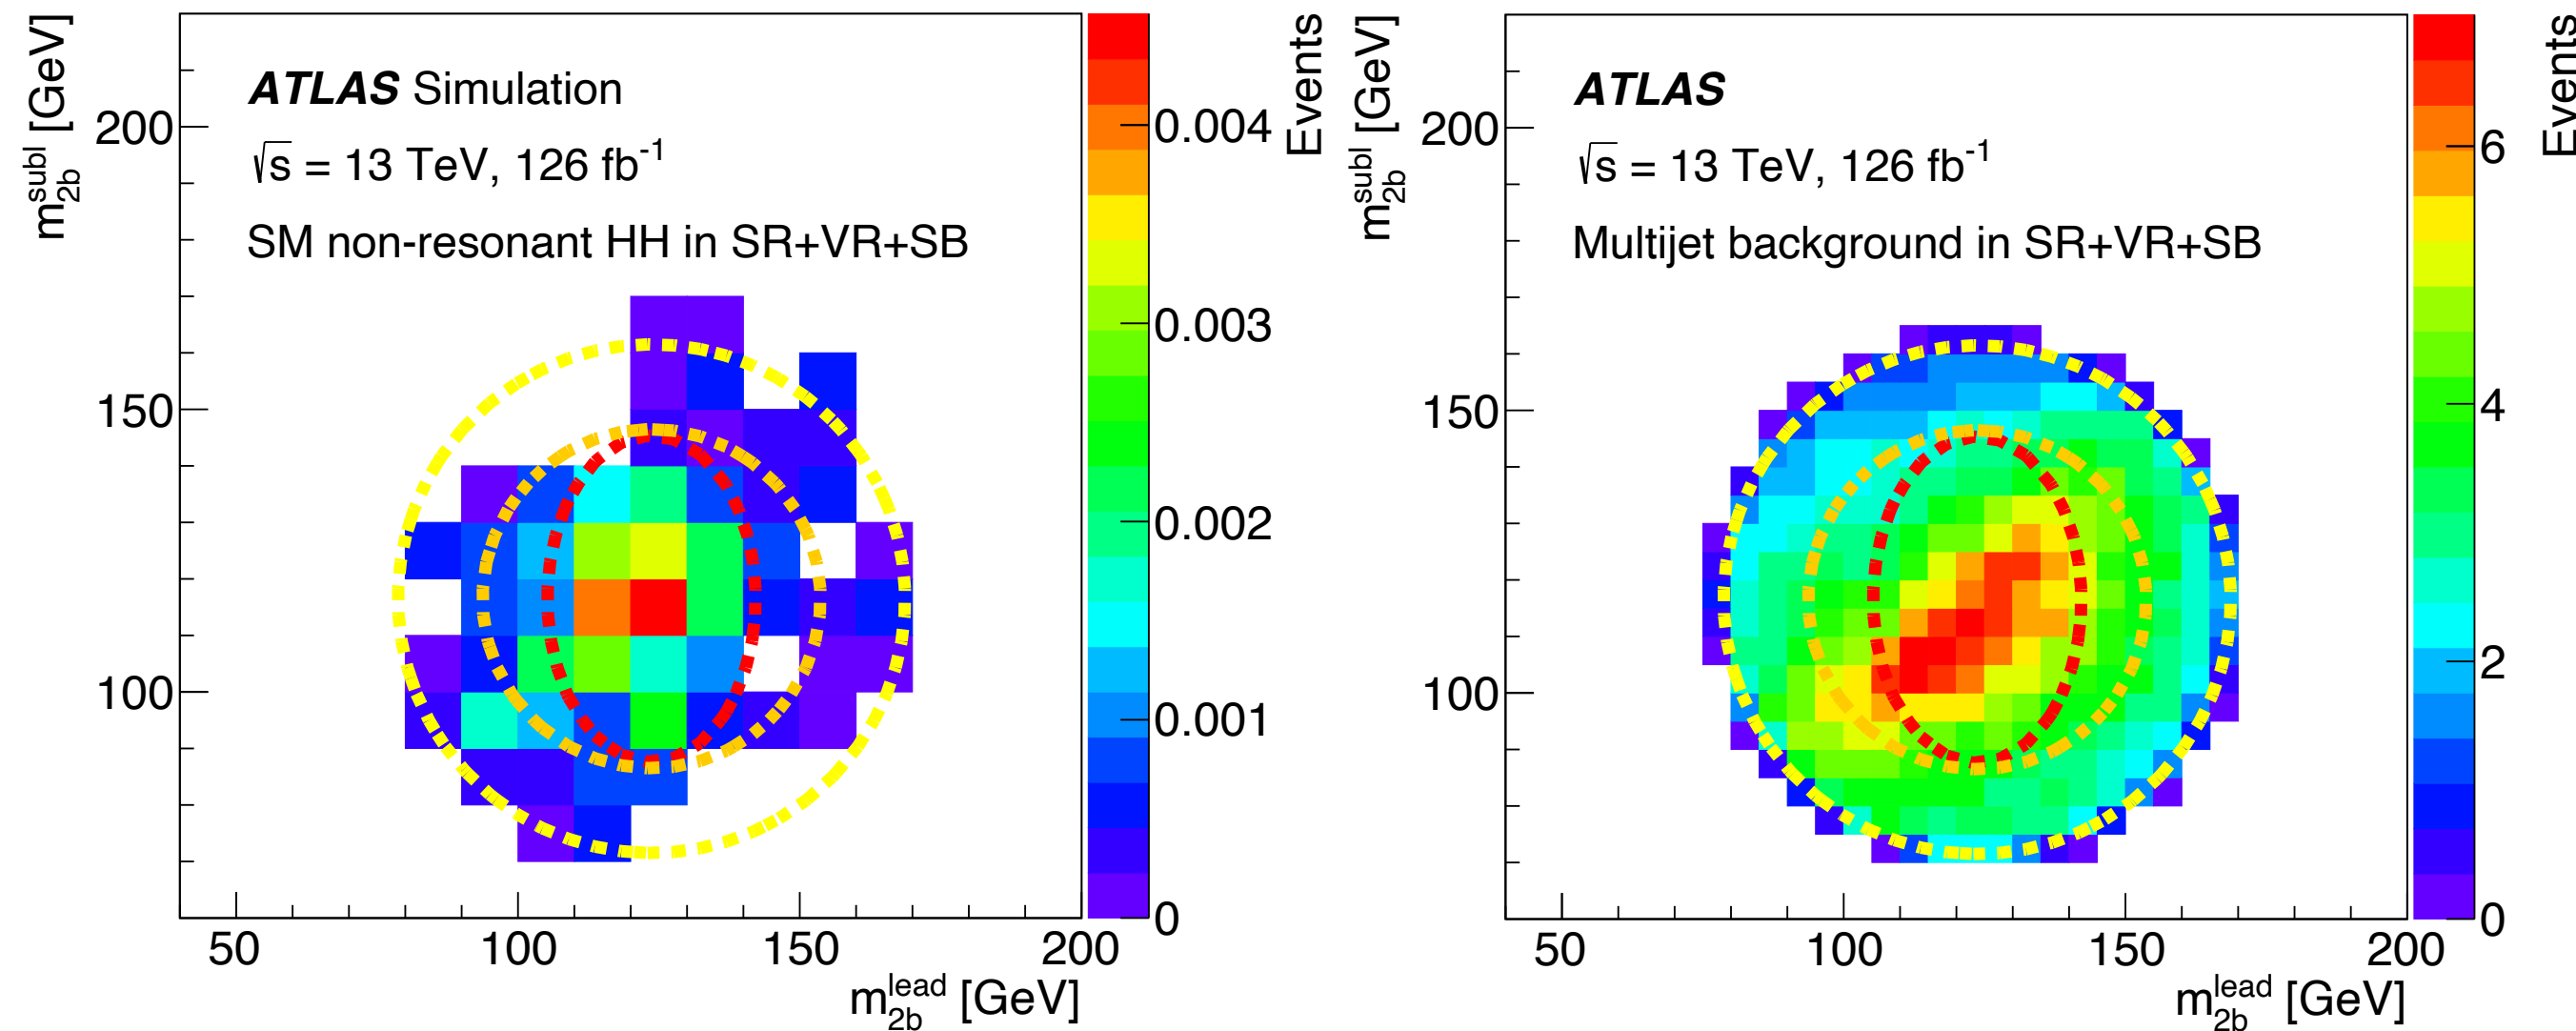 ATLAS Simulation
√s = 13 TeV, 126 fb⁻¹
SM non-resonant HH in SR+VR+SB
m_2b^subl [GeV]
200
150
100
50
100
150
200
m_2b^lead [GeV]
Events
0.004
0.003
0.002
0.001
0
ATLAS
√s = 13 TeV, 126 fb⁻¹
Multijet background in SR+VR+SB
m_2b^subl [GeV]
200
150
100
50
100
150
200
m_2b^lead [GeV]
Events
6
4
2
0